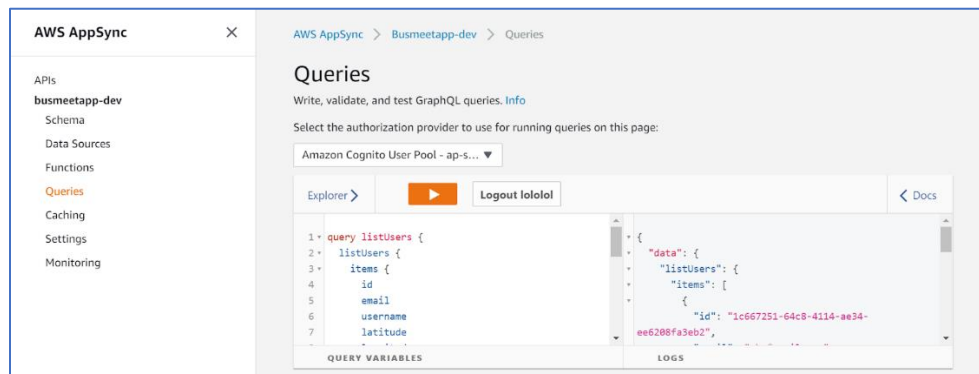 AWS AppSync ×
APIs
busmeetapp-dev
Schema
Data Sources
Functions
Queries
Caching
Settings
Monitoring
AWS AppSync > Busmeetapp-dev > Queries
Queries
Write, validate, and test GraphQL queries. Info
Select the authorization provider to use for running queries on this page:
Amazon Cognito User Pool - ap-s... ▼
Explorer >
Logout lololol
< Docs
1 query listUsers {
2 listUsers {
3 items {
4 id
5 email
6 username
7 latitude
QUERY VARIABLES
{
"data": {
"listUsers": {
"items": [
{
"id": "1c667251-64c8-4114-ae34-
ee6208fa3eb2",
LOGS